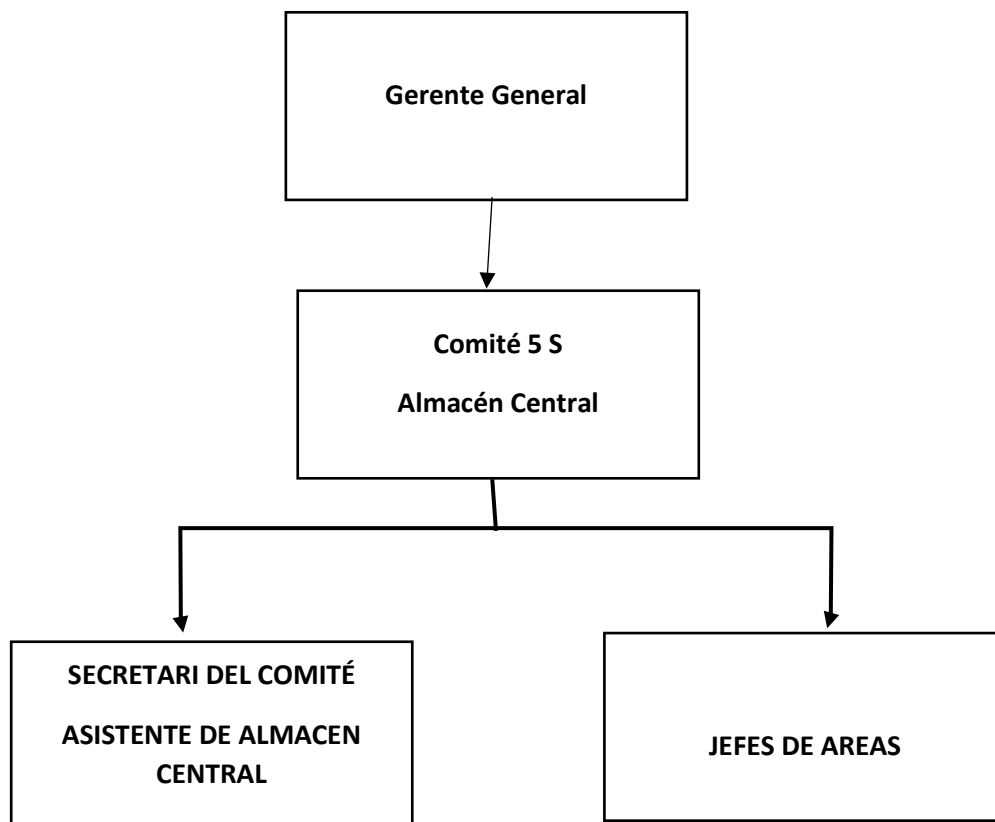 Gerente General
Comité 5 S
Almacén Central
SECRETARI DEL COMITÉ
ASISTENTE DE ALMACEN
CENTRAL
JEFES DE AREAS